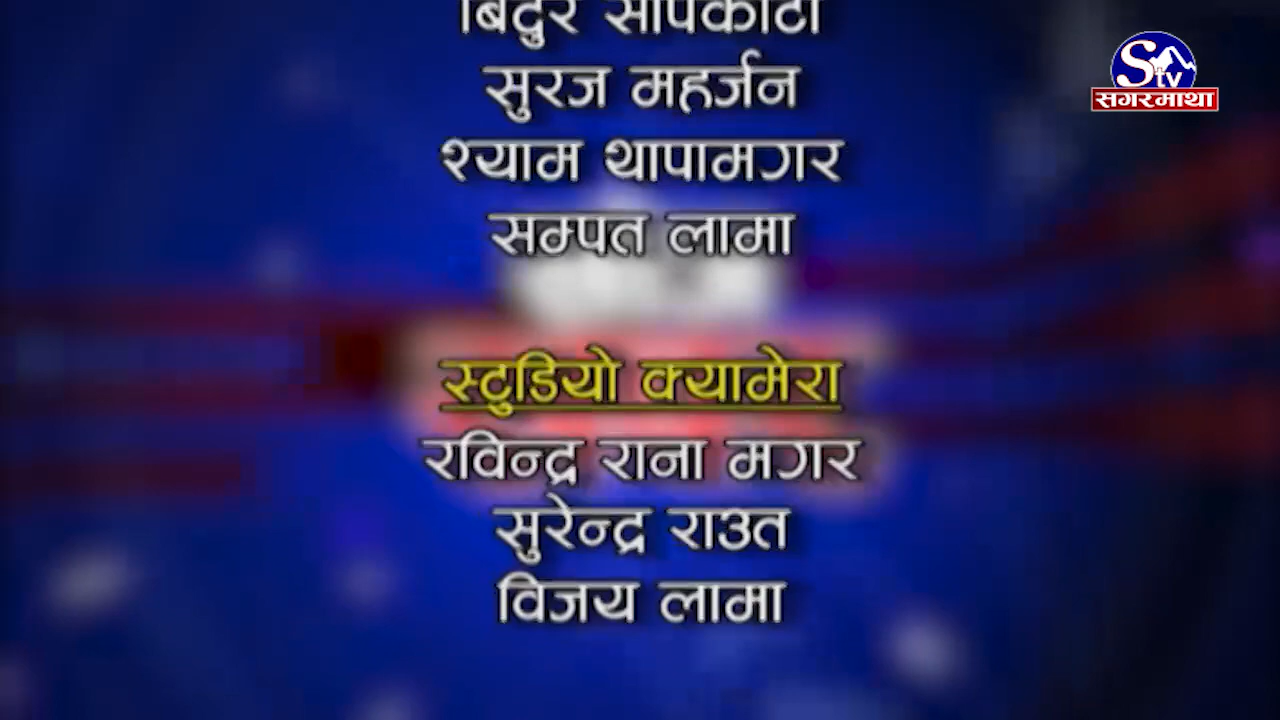 बिदुर सापकोटा
सुरज महर्जन
श्याम थापामगर
सम्पत लामा
स्टुडियो क्यामेरा
रविन्द्र राना मगर
सुरेन्द्र राउत
विजय लामा
Stv
सगरमाथा